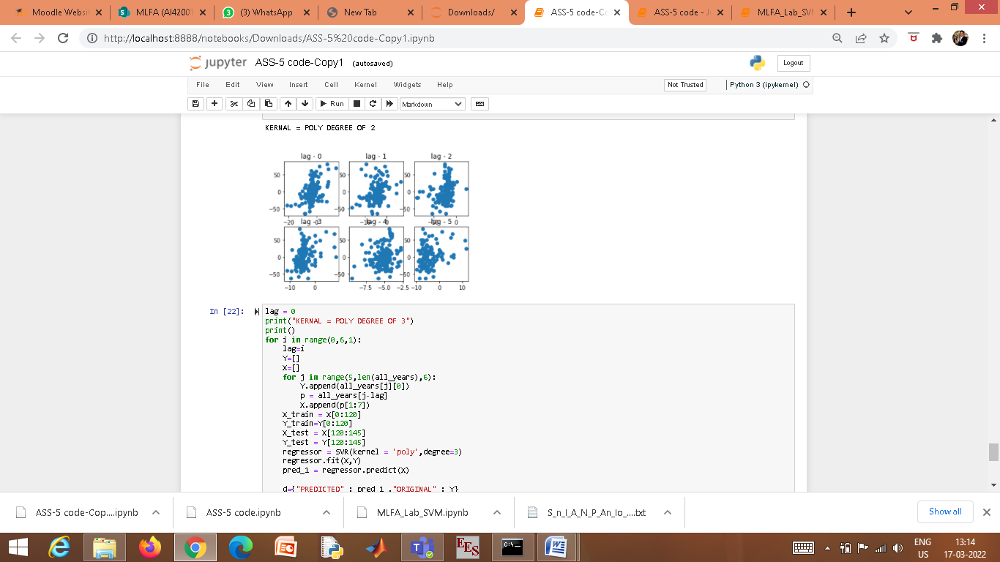 Moodle Websit
MLFA (AI42001
(3) WhatsApp
New Tab
Downloads/
ASS-5 code-Co
ASS-5 code - J
MLFA_Lab_SVM
http://localhost:8888/notebooks/Downloads/ASS-5%20code-Copy1.ipynb
jupyter ASS-5 code-Copy1 (autosaved)
Logout
File Edit View Insert Cell Kernel Widgets Help
Not Trusted
Python 3 (ipykernel)
Run
Markdown
KERNAL = POLY DEGREE OF 2
lag - 0 lag - 1 lag - 2
50 50 50
0 0 0
−50 −50 −50
−20 0 0
lag - 3 lag - 4 lag - 5
50 50 50
0 0 0
−50 −50 −50
−10 0 −7.5 −5.0 −2.5 −10 0 10
In [22]:
lag = 0
print("KERNAL = POLY DEGREE OF 3")
print()
for i in range(0,6,1):
lag=i
Y=[]
X=[]
for j in range(5,len(all_years),6):
Y.append(all_years[j][0])
p = all_years[j-lag]
X.append(p[1:7])
X_train = X[0:120]
Y_train=Y[0:120]
X_test = X[120:145]
Y_test = Y[120:145]
regressor = SVR(kernel = 'poly',degree=3)
regressor.fit(X,Y)
pred_1 = regressor.predict(X)
d={"PREDICTED" : pred_1 ,"ORIGINAL" : Y}
ASS-5 code-Cop....ipynb
ASS-5 code.ipynb
MLFA_Lab_SVM.ipynb
S_n_I_A_N_P_An_Io_....txt
Show all
EES
C:\
ENG
US
13:14
17-03-2022